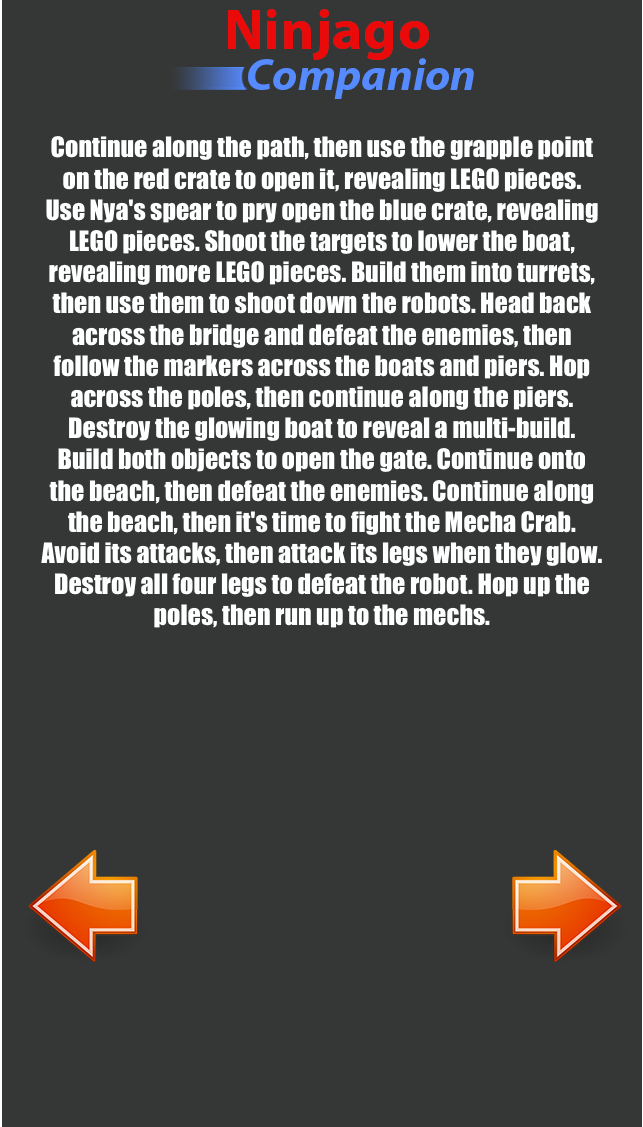 Ninjago
Companion
Continue along the path, then use the grapple point
on the red crate to open it, revealing LEGO pieces.
Use Nya's spear to pry open the blue crate, revealing
LEGO pieces. Shoot the targets to lower the boat,
revealing more LEGO pieces. Build them into turrets,
then use them to shoot down the robots. Head back
across the bridge and defeat the enemies, then
follow the markers across the boats and piers. Hop
across the poles, then continue along the piers.
Destroy the glowing boat to reveal a multi-build.
Build both objects to open the gate. Continue onto
the beach, then defeat the enemies. Continue along
the beach, then it's time to fight the Mecha Crab.
Avoid its attacks, then attack its legs when they glow.
Destroy all four legs to defeat the robot. Hop up the
poles, then run up to the mechs.